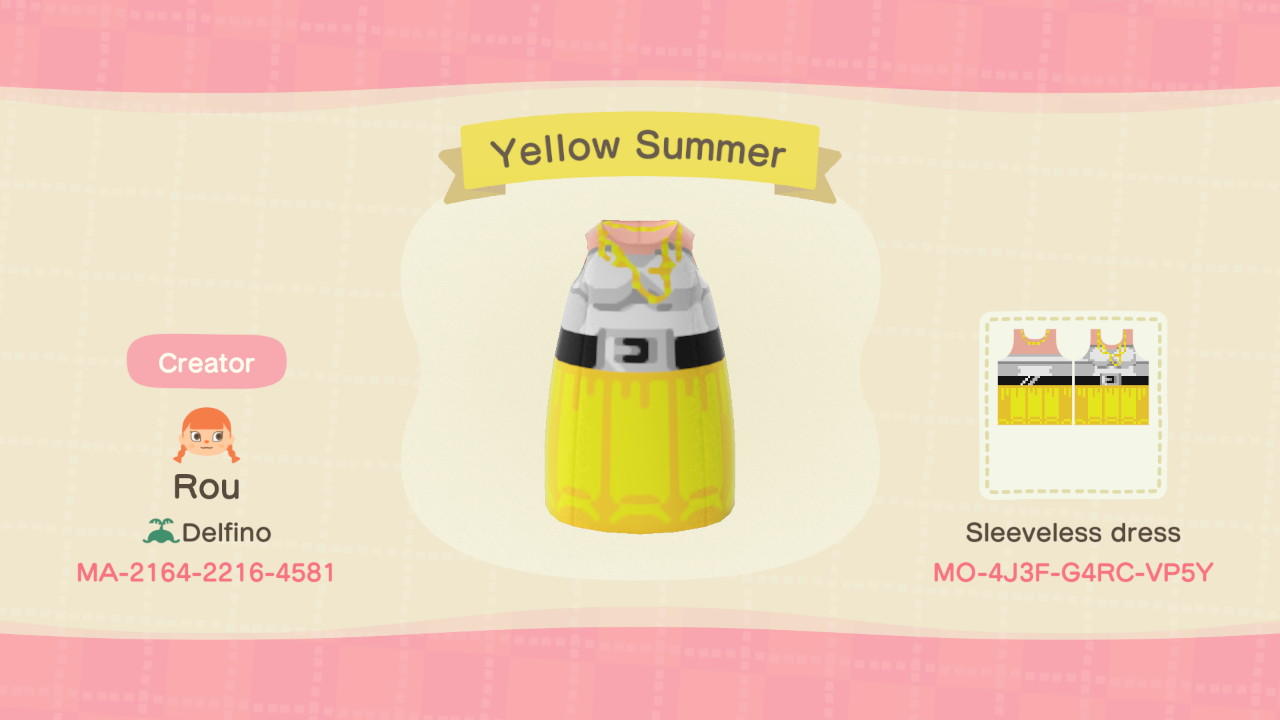 Yellow Summer
Creator
Rou
Delfino
MA-2164-2216-4581
Sleeveless dress
MO-4J3F-G4RC-VP5Y